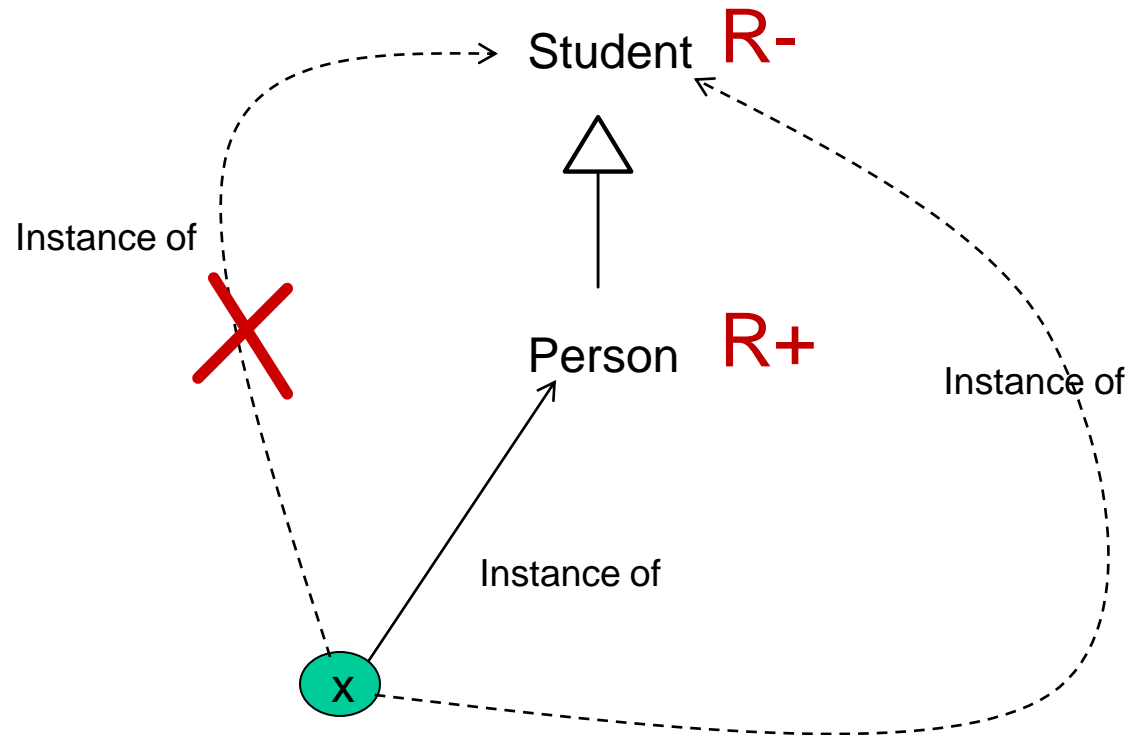 Student R-
Instance of
Person R+
Instance of
Instance of
x